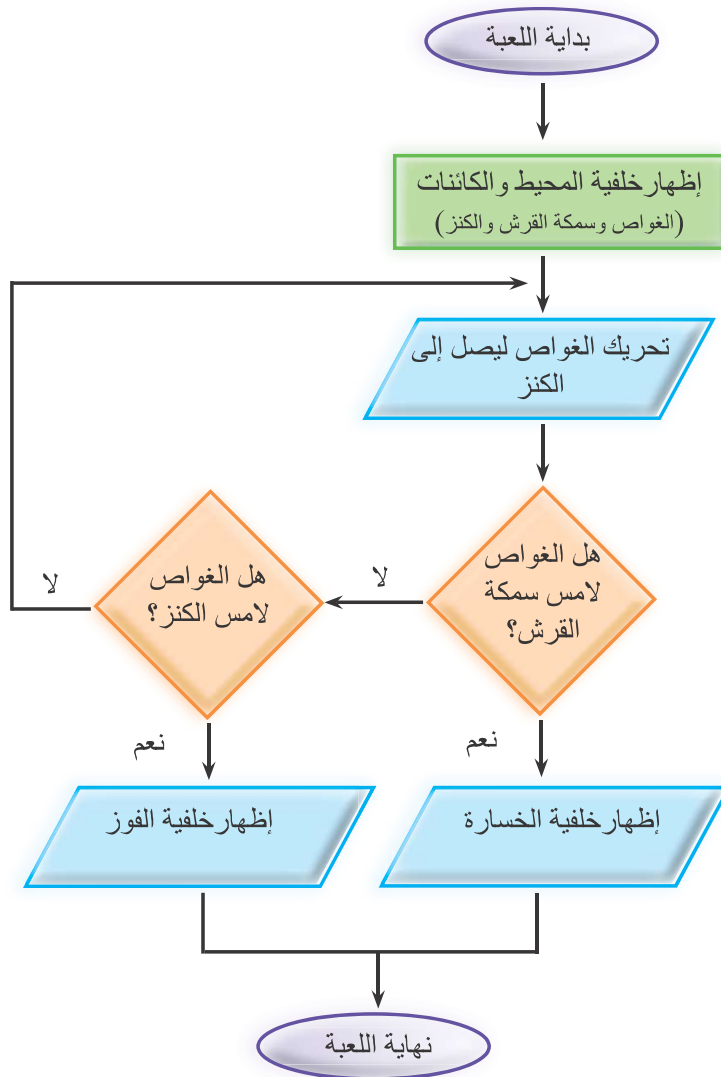 بداية اللعبة
إظهار خلفية المحيط والكائنات
(الغواص وسمكة القرش والكنز)
تحريك الغواص ليصل إلى
الكنز
هل الغواص
لامس سمكة
القرش؟
لا
هل الغواص
لامس الكنز؟
لا
نعم
نعم
إظهار خلفية الخسارة
إظهار خلفية الفوز
نهاية اللعبة